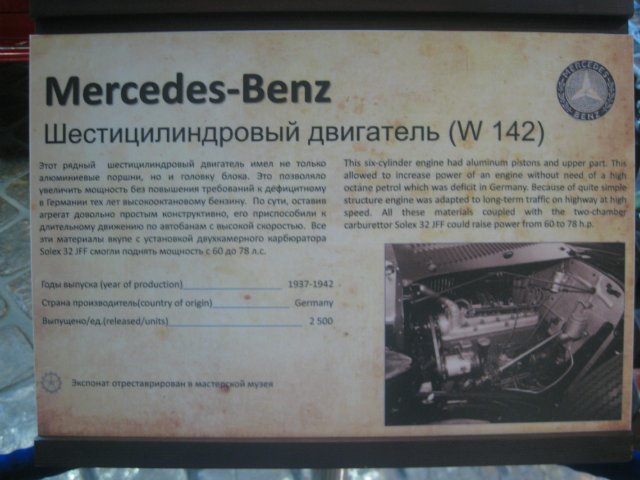 Mercedes-Benz
MERCEDES
BENZ
Шестицилиндровый двигатель (W 142)
Этот рядный шестицилиндровый двигатель имел не только
алюминиевые поршни, но и головку блока. Это позволяло
увеличить мощность без повышения требований к дефицитному
в Германии тех лет высокооктановому бензину. По сути, оставив
агрегат довольно простым конструктивно, его приспособили к
длительному движению по автобанам с высокой скоростью. Все
эти материалы вкупе с установкой двухкамерного карбюратора
Solex 32 JFF смогли поднять мощность с 60 до 78 л.с.
This six-cylinder engine had aluminum pistons and upper part. This
allowed to increase power of an engine without need of a high
octane petrol which was deficit in Germany. Because of quite simple
structure engine was adapted to long-term traffic on highway at high
speed. All these materials coupled with the two-chamber
carburettor Solex 32 JFF could raise power from 60 to 78 h.p.
Годы выпуска (year of production) 1937-1942
Страна производитель(country of origin) Germany
Выпущено/ед.(released/units) 2 500
Экспонат отреставрирован в мастерской музея